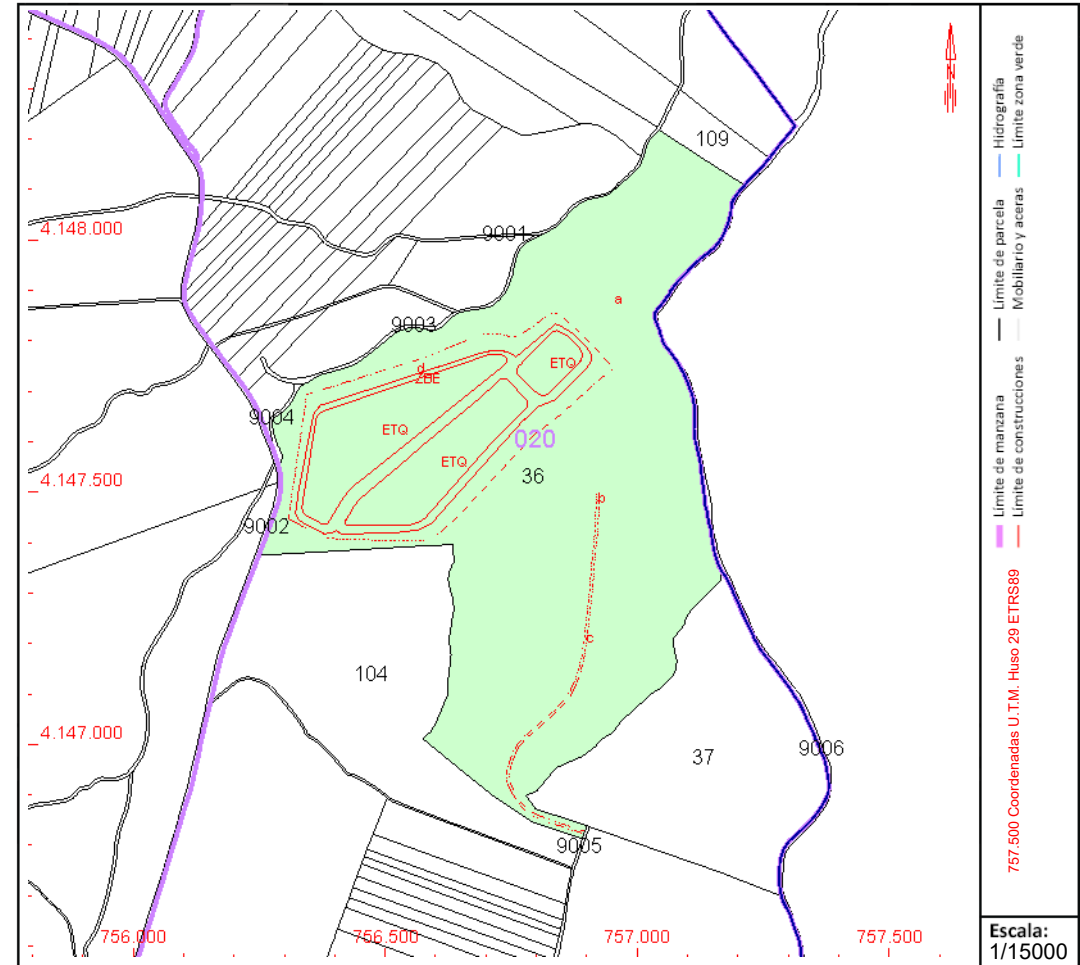 109
4.148.000
9001
a
9003
d
ZBE
ETQ
9004
ETQ
020
ETQ
36
4.147.500
b
9002
c
104
4.147.000
37
9006
9005
756.000
756.500
757.000
757.500
N
Hidrografía
Límite zona verde
Límite de parcela
Mobiliario y aceras
Límite de manzana
Límite de construcciones
757.500 Coordenadas U.T.M. Huso 29 ETRS89
Escala:
1/15000